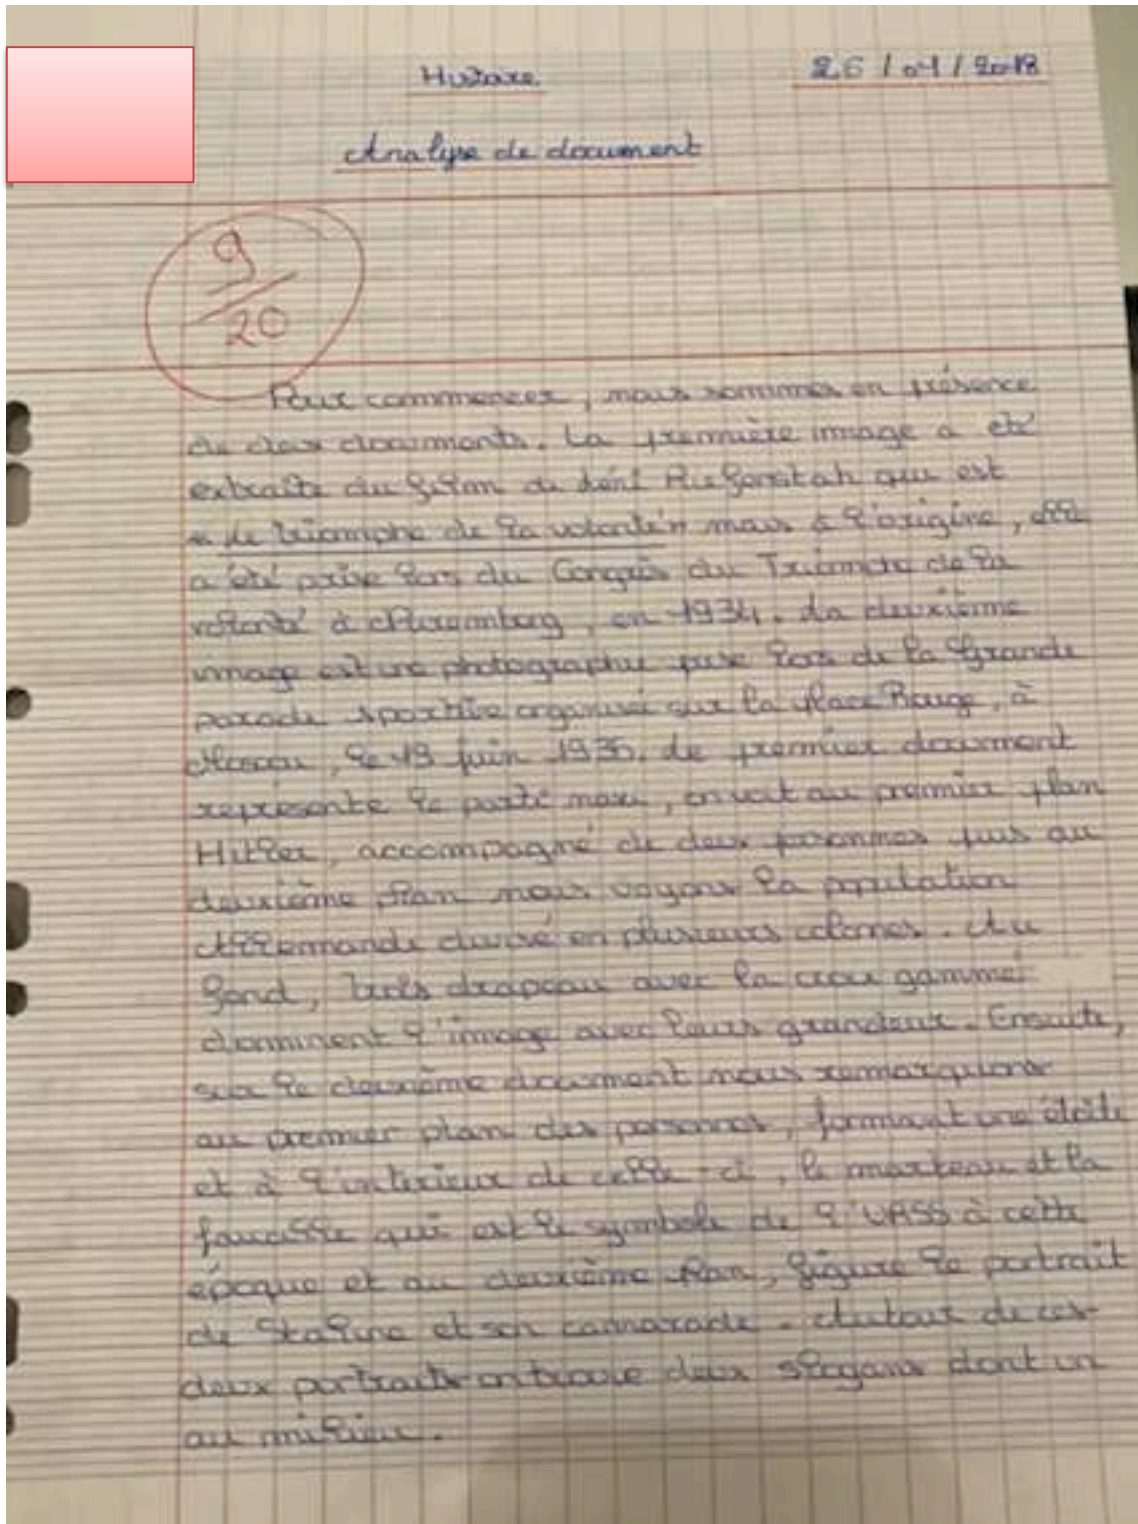 Histoire
26/04/2018
Analyse de document
9/20
Pour commencer, nous sommes en présence
de deux documents. La première image a été
extraite du film de Léni Riefenstah qui est
« Le triomphe de la volonté » mais à l'origine, elle
a été prise lors du Congrès du Triomphe de la
volonté à Nuremberg, en 1934. La deuxième
image est une photographie prise lors de la Grande
parade sportive organisée sur la place Rouge, à
Moscou, le juin 1935. Le premier document
représente le parti nazi, on voit au premier plan
Hitler, accompagné de deux personnes puis au
deuxième plan nous voyons la population
Allemande divisé en plusieurs colonnes. Au
fond, trois drapeau avec la croix gammé
dominent l'image avec leurs grandeur. Ensuite,
sur le deuxième document nous remarquons
au premier plan des personnes, formant une étoile
et à l'intérieur de celle-ci, le marteau et la
faucille qui est le symbole de l'URSS à cette
époque et au deuxième plan, figure le portrait
de Staline et son camarade. Autour de ces
deux portraits on trouve deux slogans dont un
au milieu.